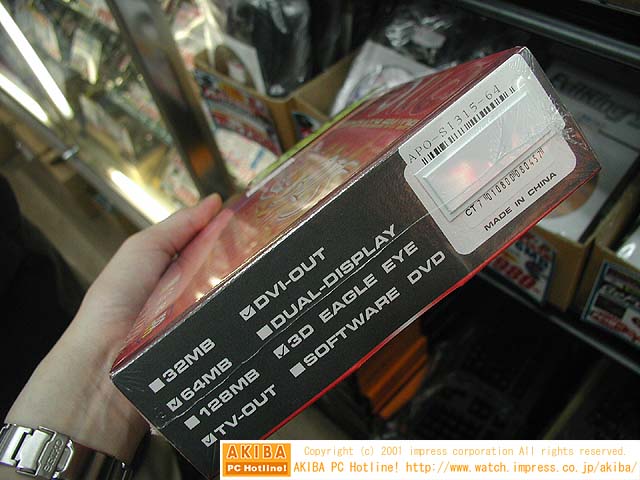 APO-SI315-64
MADE IN CHINA
32MB
64MB
128MB
TV-OUT
DVI-OUT
DUAL-DISPLAY
3D EAGLE EYE
SOFTWARE DVD
AKIBA
PC Hotline!
Copyright (c) 2001 impress corporation All rights reserved.
AKIBA PC Hotline! http://www.watch.impress.co.jp/akiba/